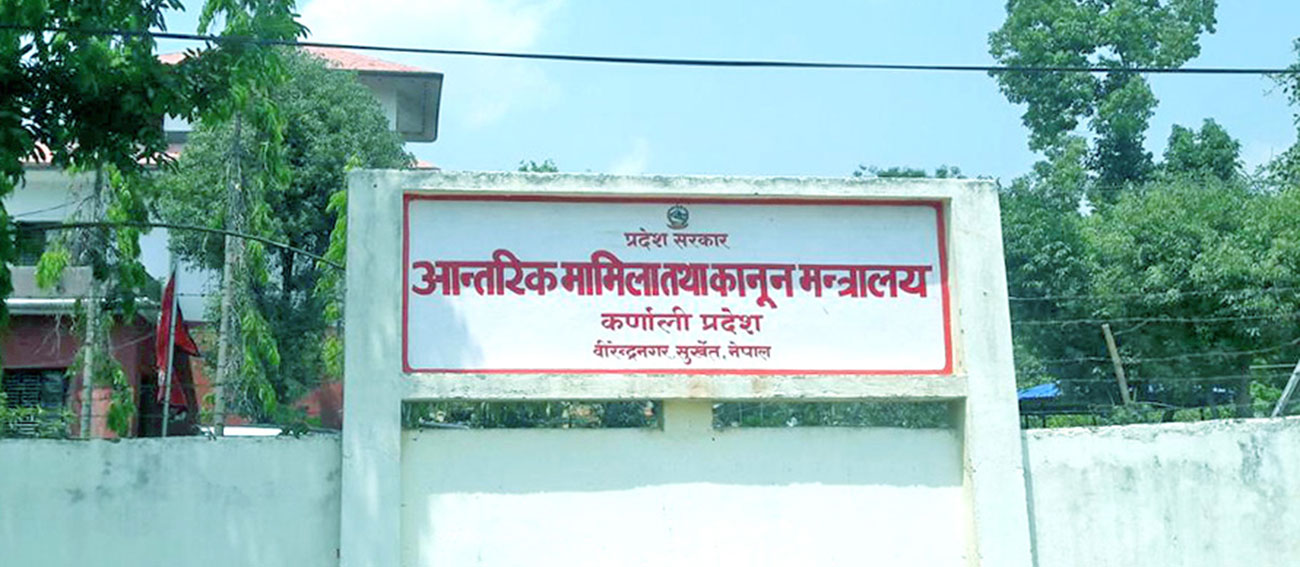 प्रदेश सरकार
आन्तरिक मामिला तथा कानून मन्त्रालय
कर्णाली प्रदेश
वीरेन्द्रनगर सुर्खेत, नेपाल